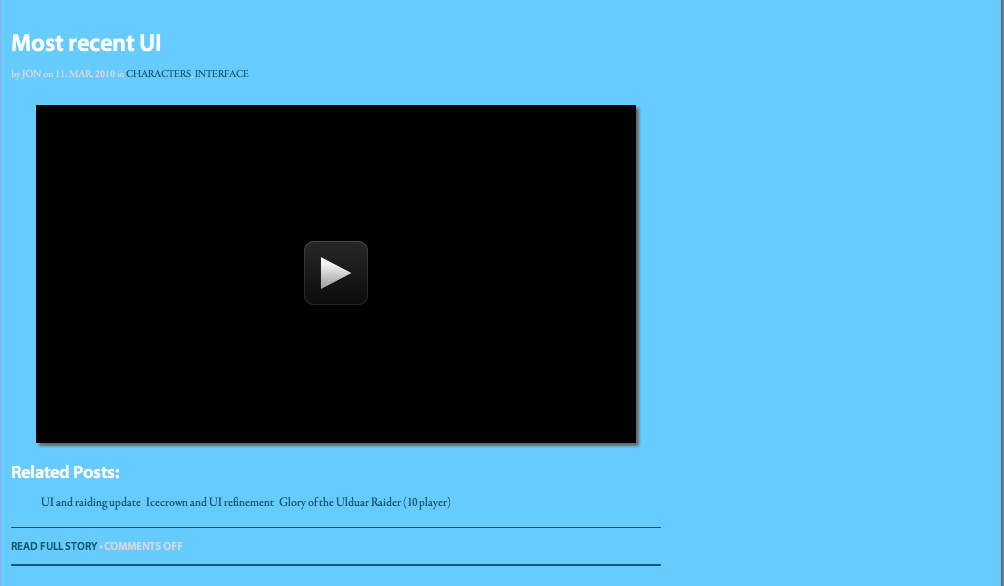 Most recent UI
by JON on 11. MAR, 2010 in CHARACTERS INTERFACE
Related Posts:
UI and raiding update Icecrown and UI refinement Glory of the Ulduar Raider (10 player)
READ FULL STORY • COMMENTS OFF